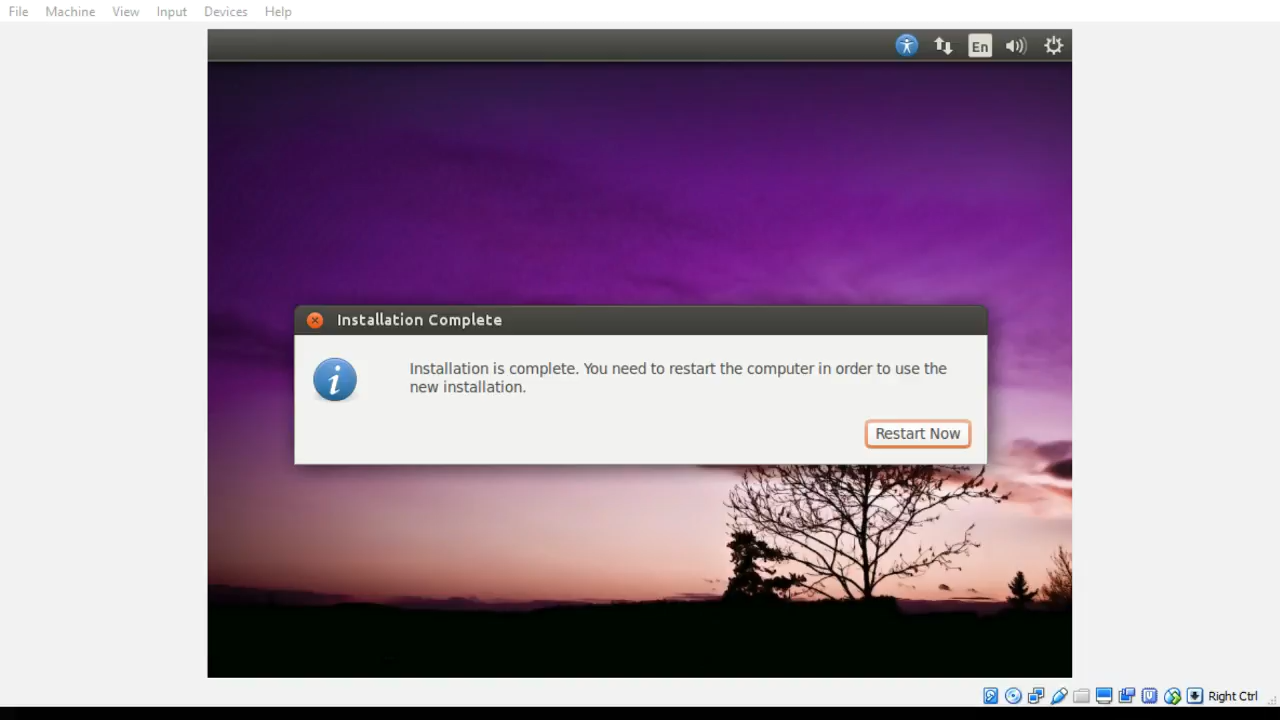 File Machine View Input Devices Help
En
Installation Complete
Installation is complete. You need to restart the computer in order to use the
new installation.
Restart Now
Right Ctrl